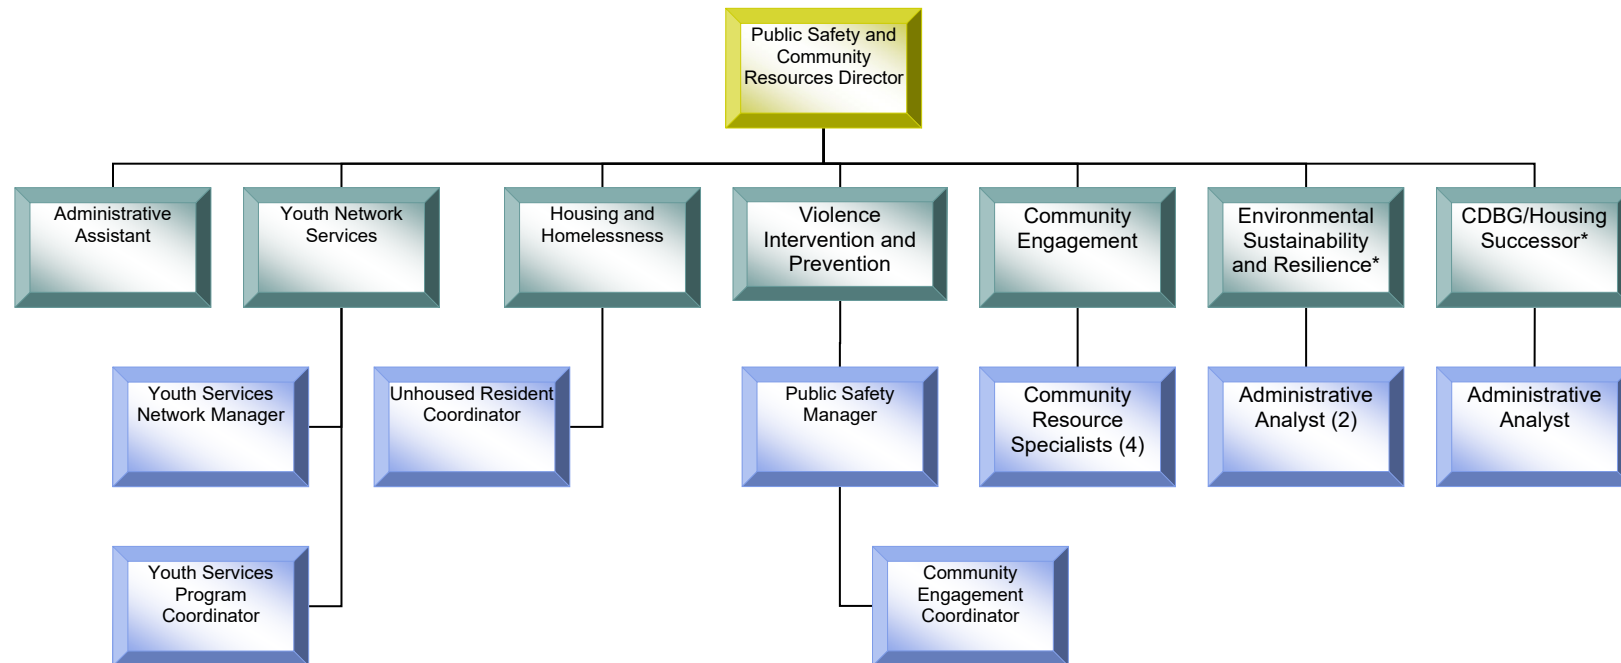 Public Safety and
Community
Resources Director
Administrative
Assistant
Youth Network
Services
Housing and
Homelessness
Violence
Intervention and
Prevention
Community
Engagement
Environmental
Sustainability
and Resilience*
CDBG/Housing
Successor*
Youth Services
Network Manager
Unhoused Resident
Coordinator
Public Safety
Manager
Community
Resource
Specialists (4)
Administrative
Analyst (2)
Administrative
Analyst
Youth Services
Program
Coordinator
Community
Engagement
Coordinator